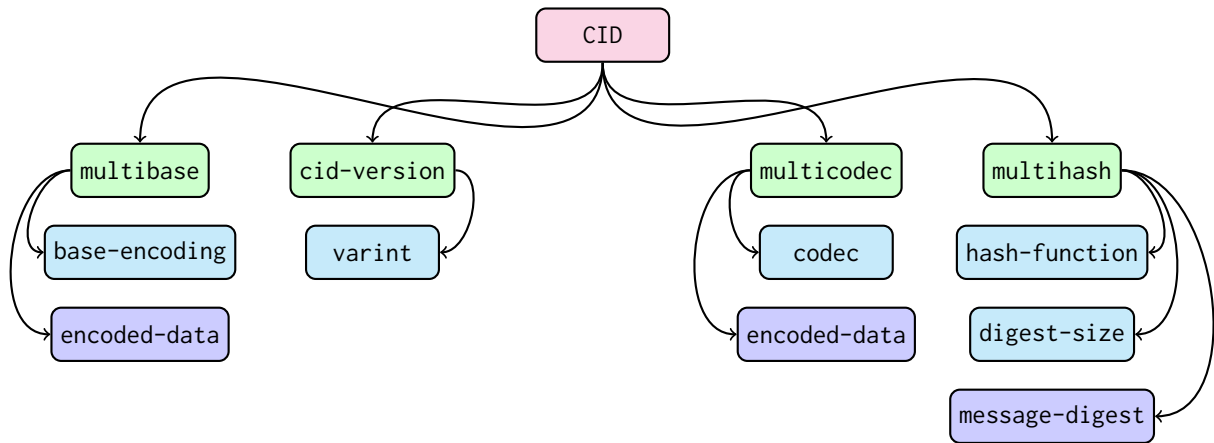 CID
multibase
cid-version
multicodec
multihash
base-encoding
varint
codec
hash-function
encoded-data
encoded-data
digest-size
message-digest